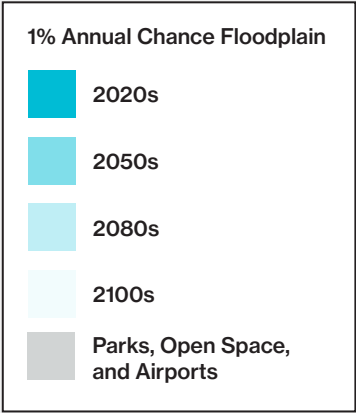 1% Annual Chance Floodplain
2020s
2050s
2080s
2100s
Parks, Open Space,
and Airports